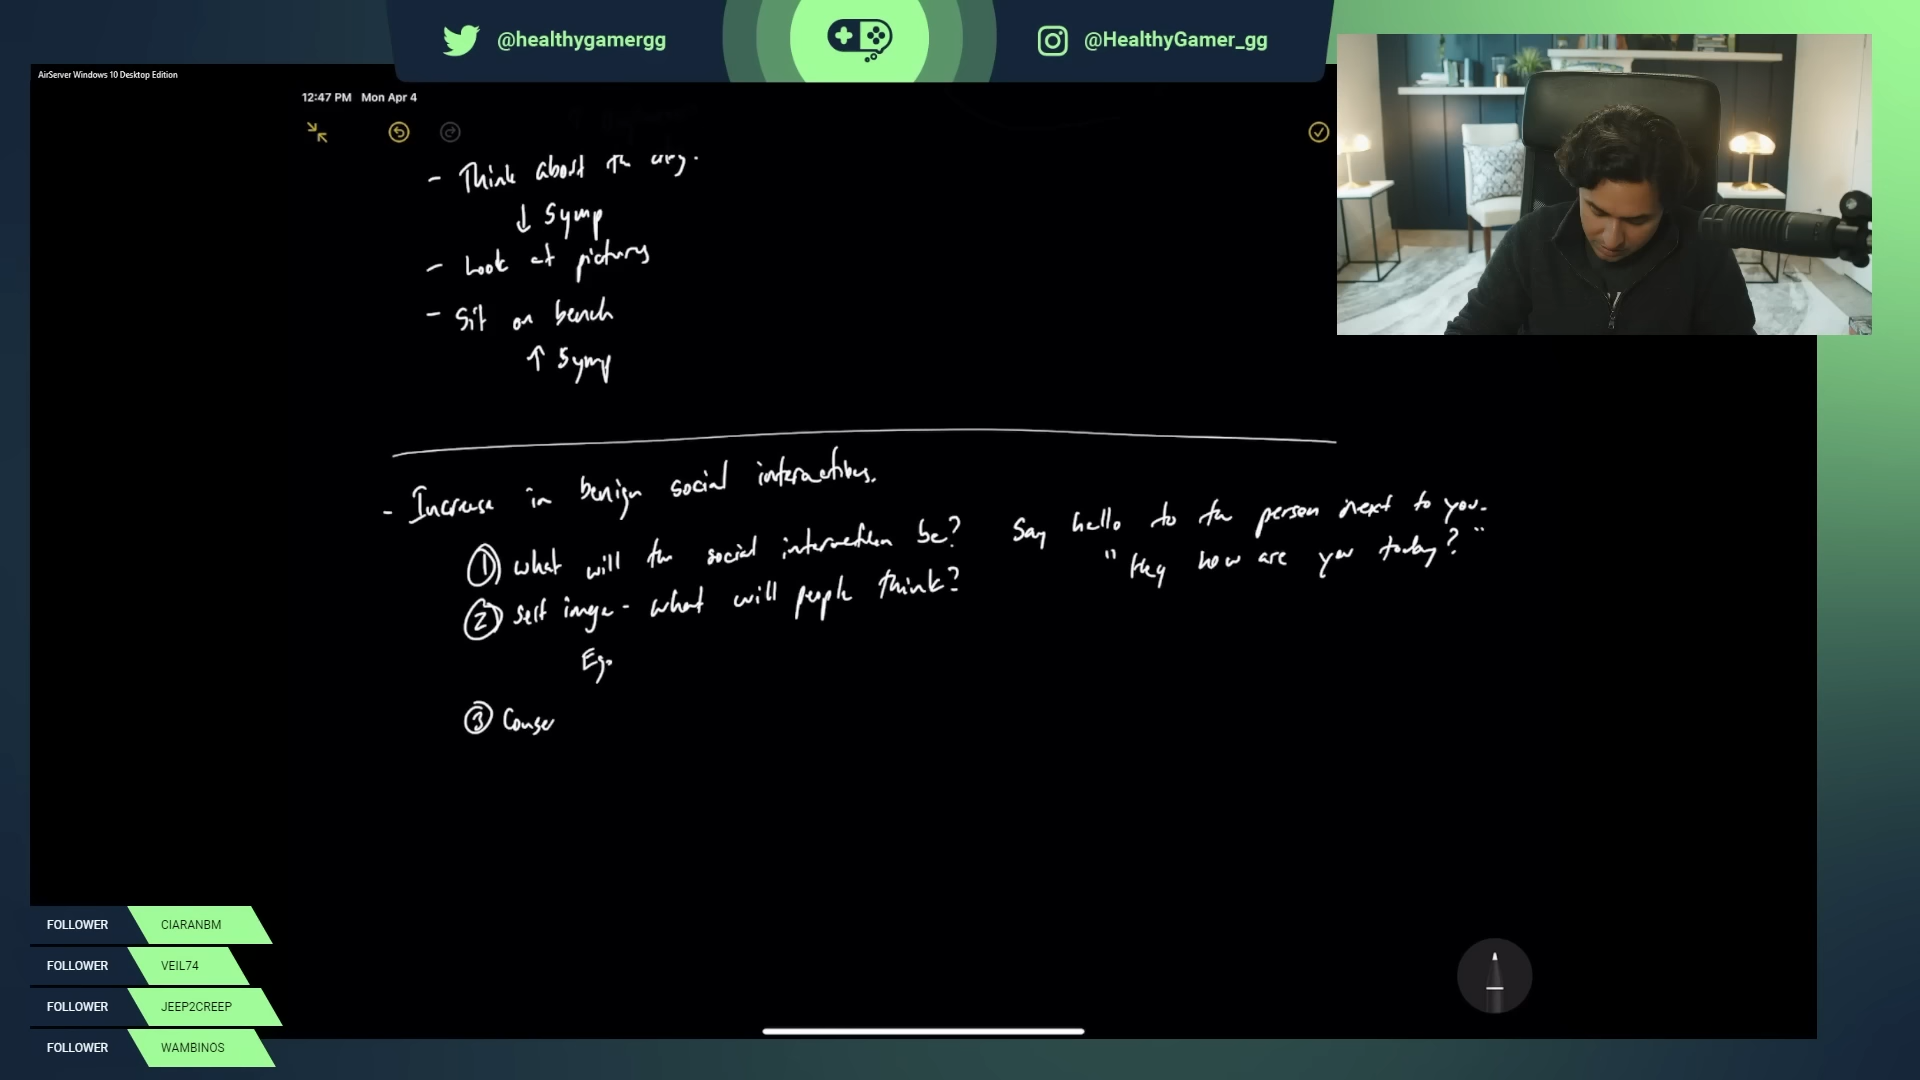 @healthygamergg
@HealthyGamer_gg
AirServer Windows 10 Desktop Edition
12:47 PM Mon Apr 4
- Think about the
↓ Symp
- Look at pictures
- Sit on bench
↑ Symp
- Increase in benign social interactions.
① What will the social interaction be? Say hello to the person next to you.
"Hey how are you today?"
② Self image - what will people think?
Eg.
③ Conse
FOLLOWER CIARANBM
FOLLOWER VEIL74
FOLLOWER JEEP2CREEP
FOLLOWER WAMBINOS